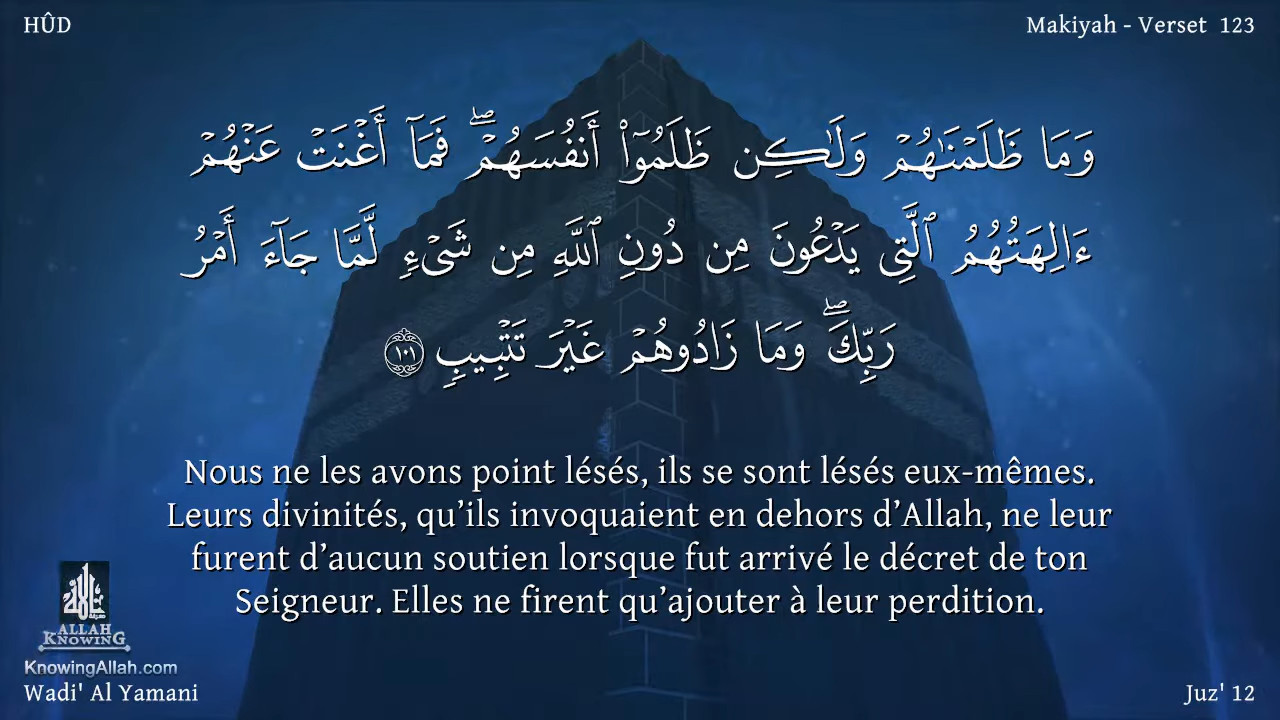 HÛD
Makiyah - Verset 123
وَمَا ظَلَمْنَٰهُمْ وَلَٰكِن ظَلَمُوٓا۟ أَنفُسَهُمْ ۖ فَمَآ أَغْنَتْ عَنْهُمْ
ءَالِهَتُهُمُ ٱلَّتِى يَدْعُونَ مِن دُونِ ٱللَّهِ مِن شَىْءٍ لَّمَّا جَآءَ أَمْرُ
رَبِّكَ ۖ وَمَا زَادُوهُمْ غَيْرَ تَتْبِيبٍ ١٠١
Nous ne les avons point lésés, ils se sont lésés eux-mêmes.
Leurs divinités, qu’ils invoquaient en dehors d’Allah, ne leur
furent d’aucun soutien lorsque fut arrivé le décret de ton
Seigneur. Elles ne firent qu’ajouter à leur perdition.
ALLAH
KNOWING
KnowingAllah.com
Wadi' Al Yamani
Juz' 12